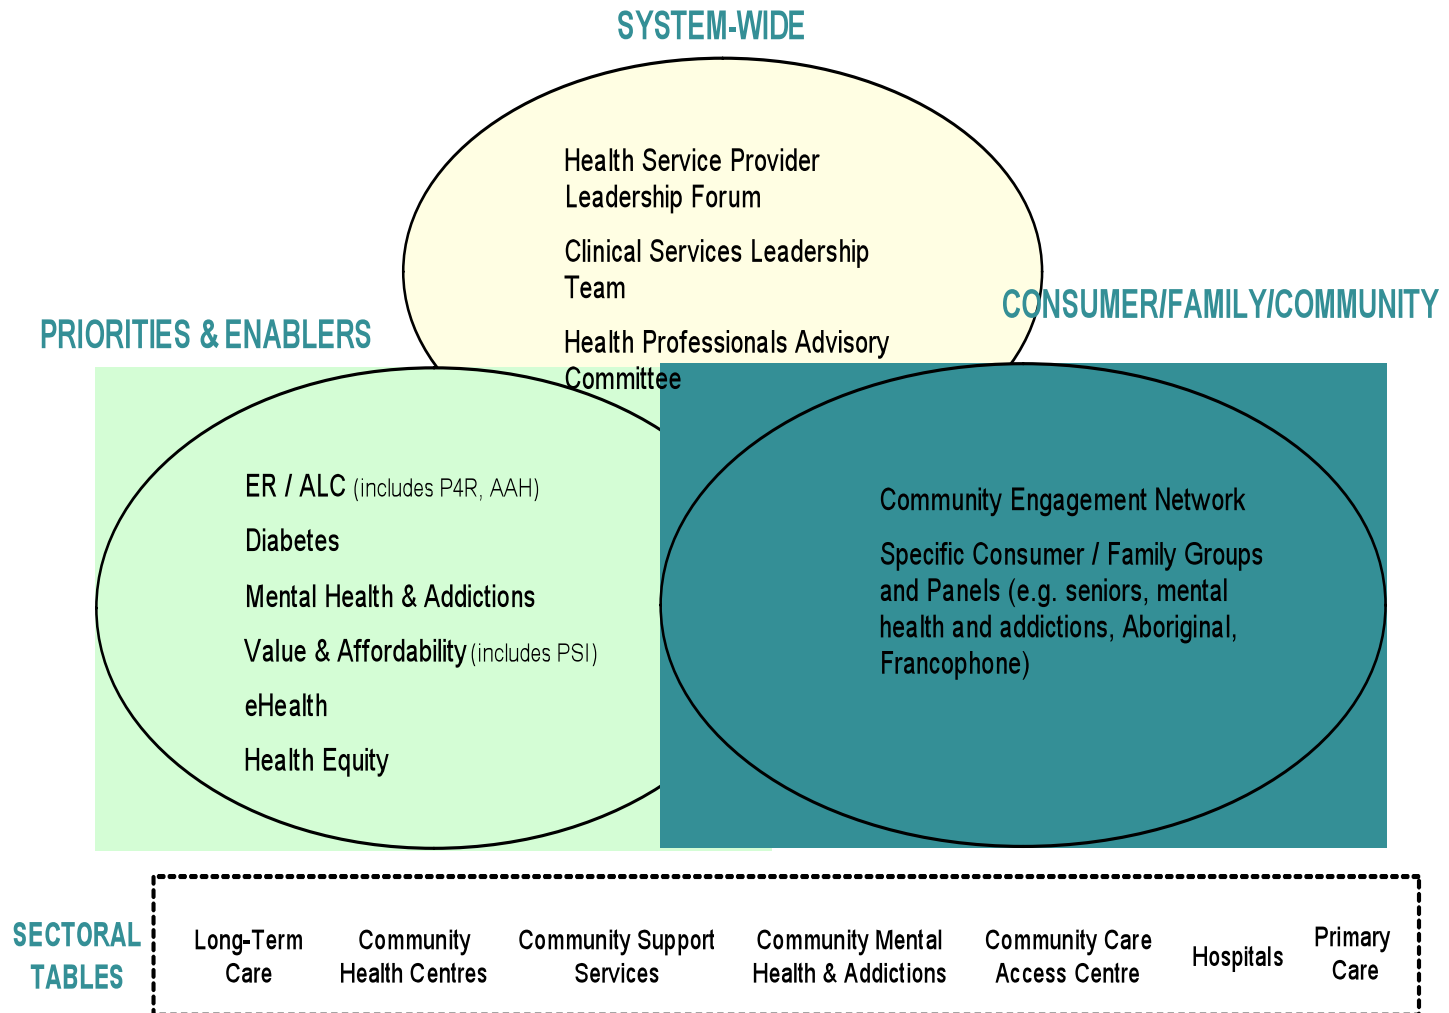 SYSTEM-WIDE
Health Service Provider
Leadership Forum
Clinical Services Leadership
Team
Health Professionals Advisory
Committee
CONSUMER/FAMILY/COMMUNITY
PRIORITIES & ENABLERS
ER / ALC (includes P4R, AAH)
Diabetes
Mental Health & Addictions
Value & Affordability (includes PSI)
eHealth
Health Equity
Community Engagement Network
Specific Consumer / Family Groups
and Panels (e.g. seniors, mental
health and addictions, Aboriginal,
Francophone)
SECTORAL
TABLES
Long-Term
Care
Community
Health Centres
Community Support
Services
Community Mental
Health & Addictions
Community Care
Access Centre
Hospitals
Primary
Care